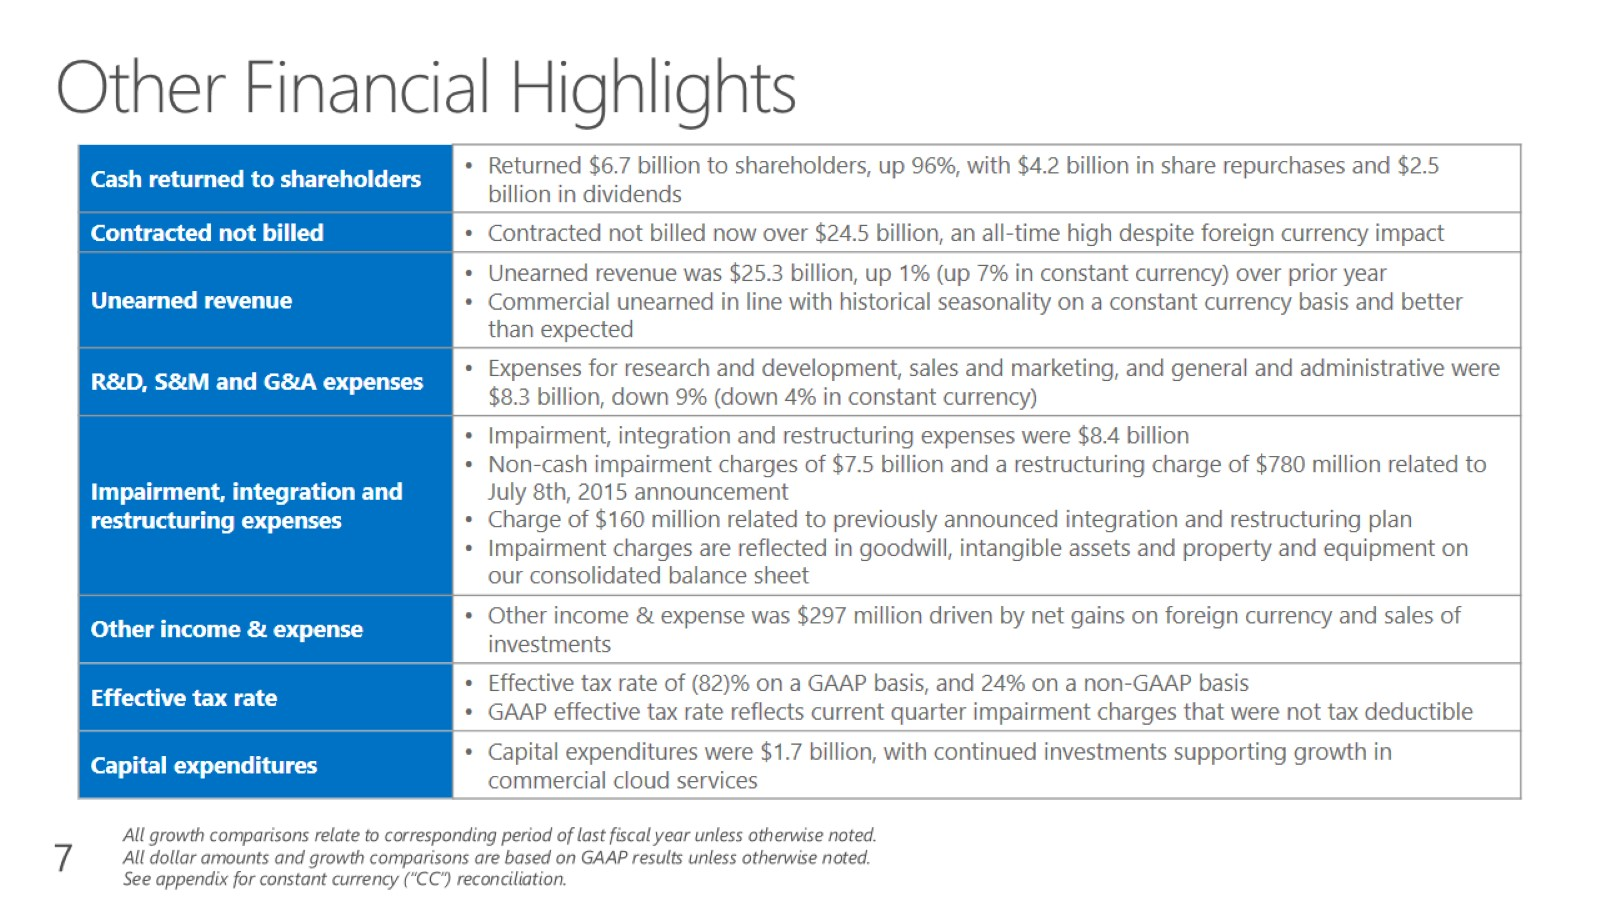 Other Financial Highlights
Cash returned to shareholders
• Returned $6.7 billion to shareholders, up 96%, with $4.2 billion in share repurchases and $2.5
billion in dividends
Contracted not billed
• Contracted not billed now over $24.5 billion, an all-time high despite foreign currency impact
Unearned revenue
• Unearned revenue was $25.3 billion, up 1% (up 7% in constant currency) over prior year
• Commercial unearned in line with historical seasonality on a constant currency basis and better
than expected
R&D, S&M and G&A expenses
• Expenses for research and development, sales and marketing, and general and administrative were
$8.3 billion, down 9% (down 4% in constant currency)
Impairment, integration and
restructuring expenses
• Impairment, integration and restructuring expenses were $8.4 billion
• Non-cash impairment charges of $7.5 billion and a restructuring charge of $780 million related to
July 8th, 2015 announcement
• Charge of $160 million related to previously announced integration and restructuring plan
• Impairment charges are reflected in goodwill, intangible assets and property and equipment on
our consolidated balance sheet
Other income & expense
• Other income & expense was $297 million driven by net gains on foreign currency and sales of
investments
Effective tax rate
• Effective tax rate of (82)% on a GAAP basis, and 24% on a non-GAAP basis
• GAAP effective tax rate reflects current quarter impairment charges that were not tax deductible
Capital expenditures
• Capital expenditures were $1.7 billion, with continued investments supporting growth in
commercial cloud services
7
All growth comparisons relate to corresponding period of last fiscal year unless otherwise noted.
All dollar amounts and growth comparisons are based on GAAP results unless otherwise noted.
See appendix for constant currency ("CC") reconciliation.